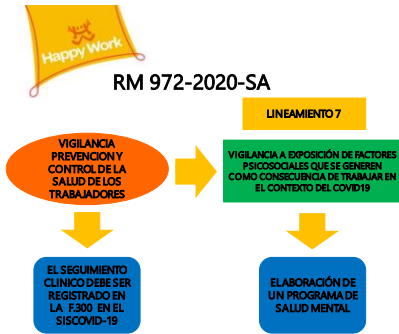 Happy Work
RM 972-2020-SA
LINEAMIENTO 7
VIGILANCIA
PREVENCION Y
CONTROL DE LA
SALUD DE LOS
TRABAJADORES
VIGILANCIA A EXPOSICIÓN DE FACTORES
PSICOSOCIALES QUE SE GENEREN
COMO CONSECUENCIA DE TRABAJAR EN
EL CONTEXTO DEL COVID19
EL SEGUIMIENTO
CLINICO DEBE SER
REGISTRADO EN
LA F.300 EN EL
SISCOVID-19
ELABORACIÓN DE
UN PROGRAMA DE
SALUD MENTAL